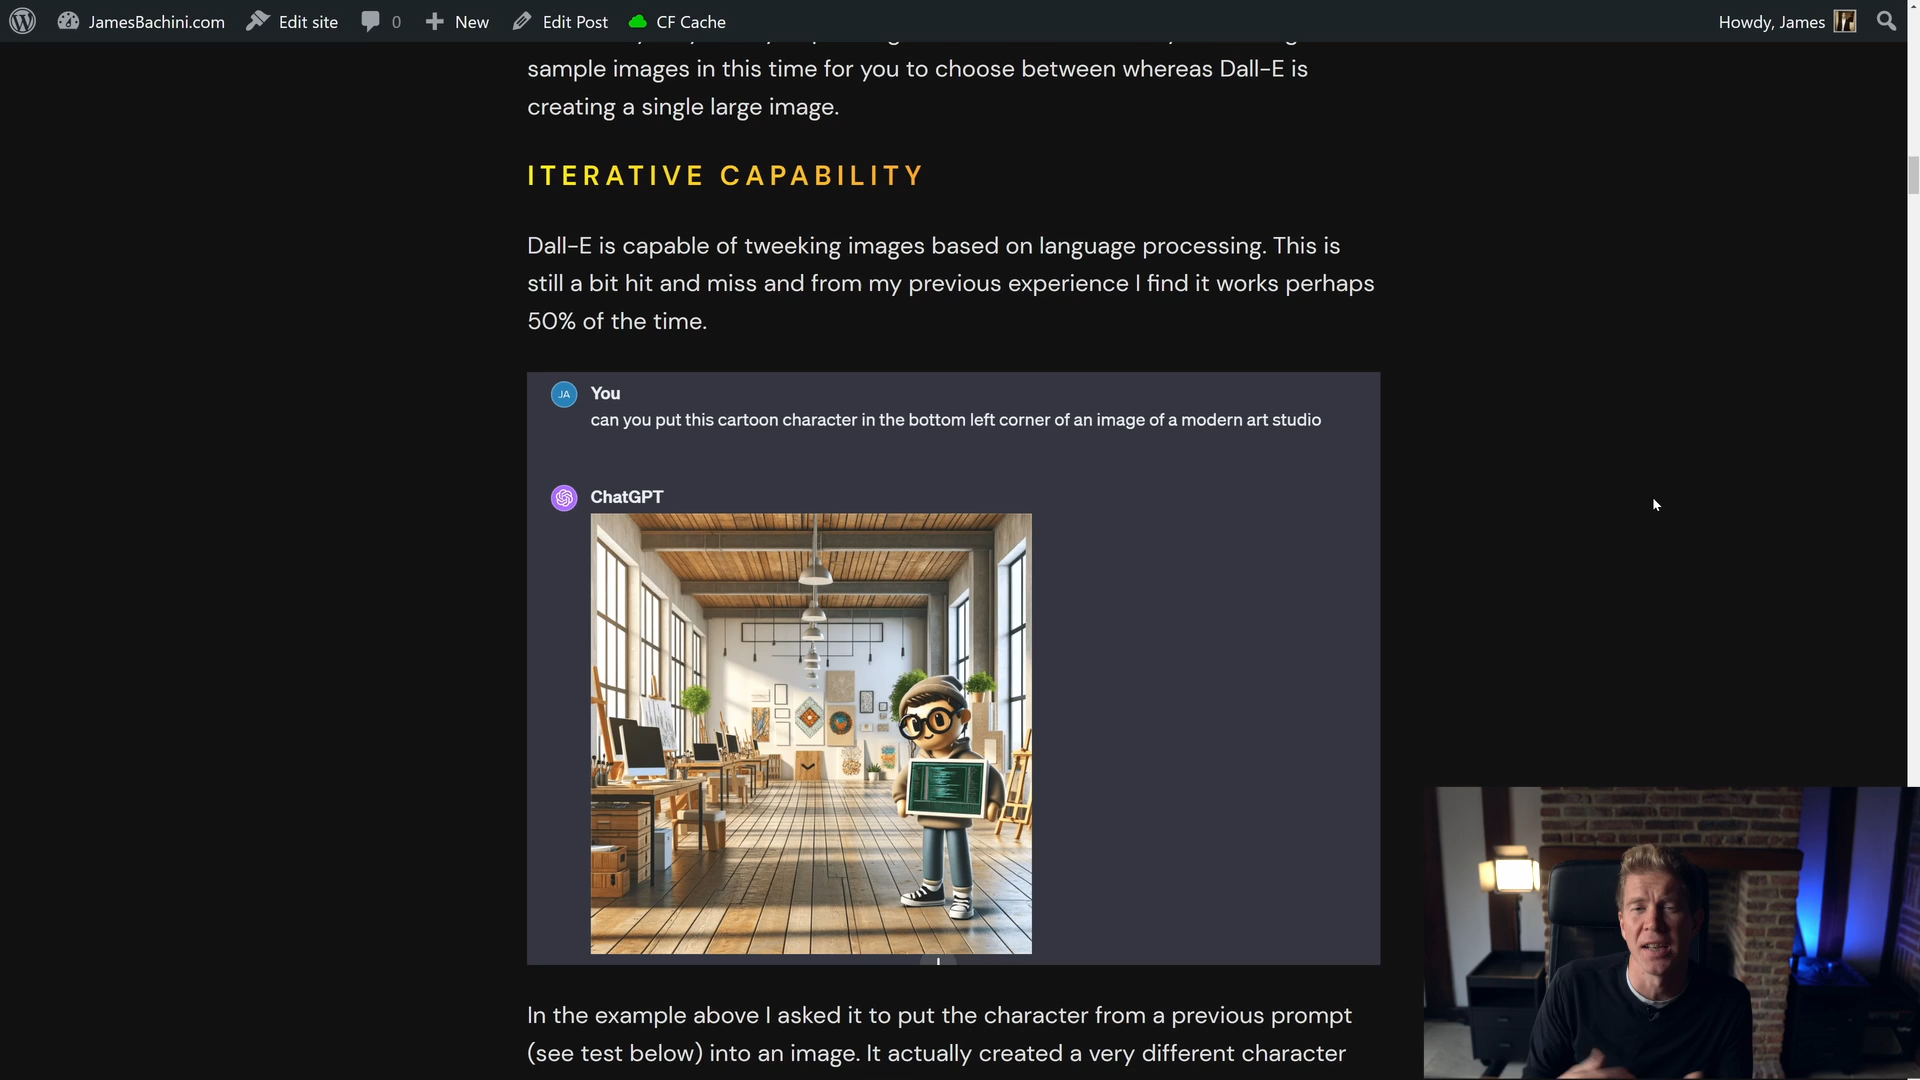 JamesBachini.com Edit site 0 New Edit Post CF Cache Howdy, James
sample images in this time for you to choose between whereas Dall-E is
creating a single large image.
ITERATIVE CAPABILITY
Dall-E is capable of tweeking images based on language processing. This is
still a bit hit and miss and from my previous experience I find it works perhaps
50% of the time.
JA You
can you put this cartoon character in the bottom left corner of an image of a modern art studio
ChatGPT
In the example above I asked it to put the character from a previous prompt
(see test below) into an image. It actually created a very different character